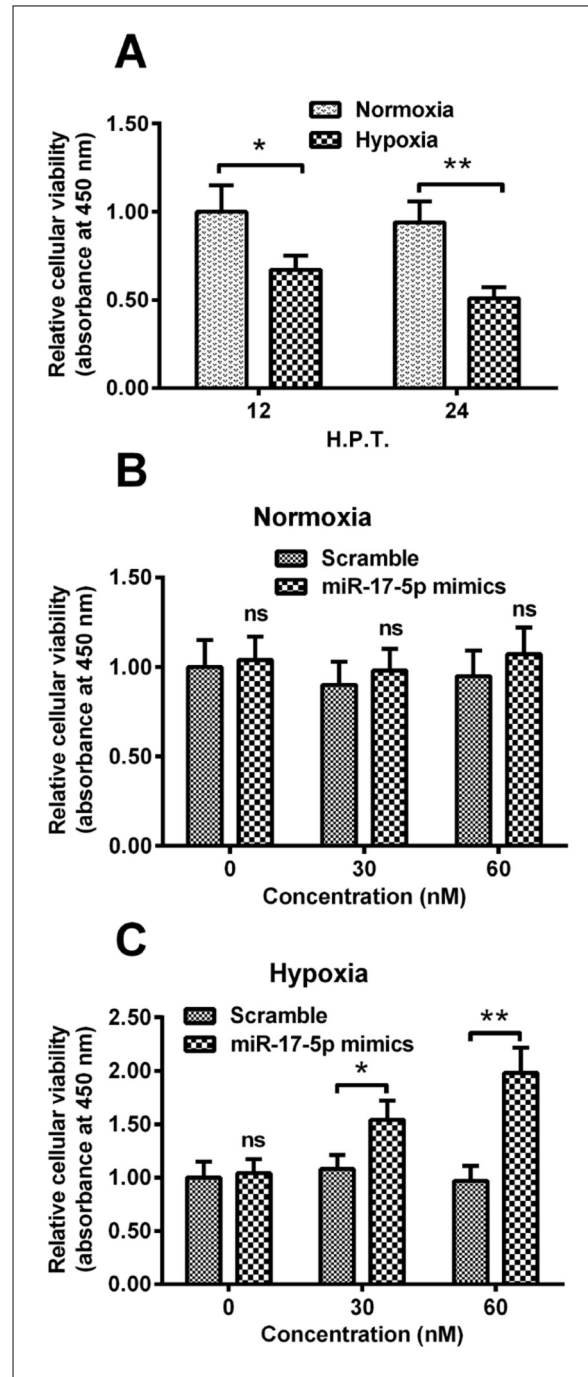 A
Normoxia
Hypoxia
Relative cellular viability
(absorbance at 450 nm)
1.50
1.00
0.50
0.00
*
**
12
24
H.P.T.
B
Normoxia
Scramble
miR-17-5p mimics
Relative cellular viability
(absorbance at 450 nm)
1.50
1.00
0.50
0.00
ns
ns
ns
0
30
60
Concentration (nM)
C
Hypoxia
Scramble
miR-17-5p mimics
Relative cellular viability
(absorbance at 450 nm)
2.50
2.00
1.50
1.00
0.50
0.00
ns
*
**
0
30
60
Concentration (nM)